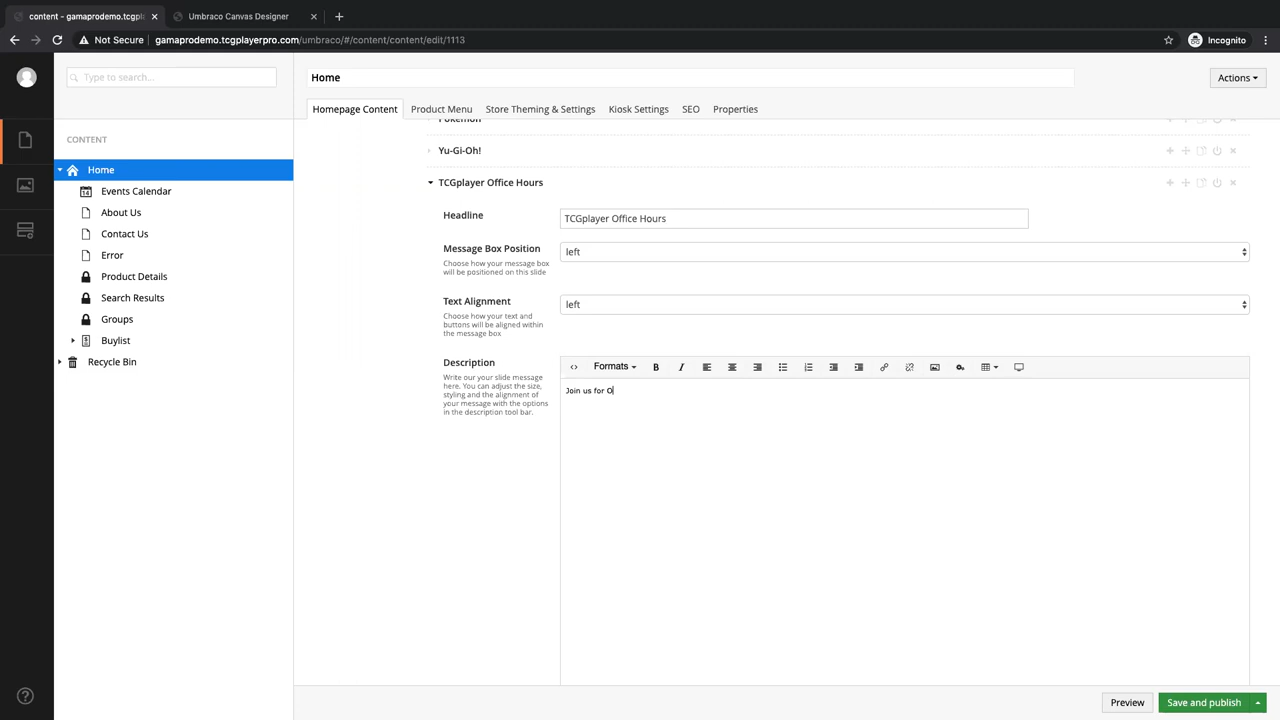 content - gamaprodemo.tcgpl
Umbraco Canvas Designer
Not Secure
gamaprodemo.tcgplayerpro.com/umbraco/#/content/content/edit/1113
Incognito
Type to search...
Home
Actions
Homepage Content
Product Menu
Store Theming & Settings
Kiosk Settings
SEO
Properties
CONTENT
Home
Events Calendar
About Us
Contact Us
Error
Product Details
Search Results
Groups
Buylist
Recycle Bin
Pokemon
Yu-Gi-Oh!
TCGplayer Office Hours
Headline
TCGplayer Office Hours
Message Box Position
Choose how your message box
will be positioned on this slide
left
Text Alignment
Choose how your text and
buttons will be aligned within
the message box
left
Description
Write our your slide message
here. You can adjust the size,
styling and the alignment of
your message with the options
in the description tool bar.
Formats
Join us for O
Preview
Save and publish